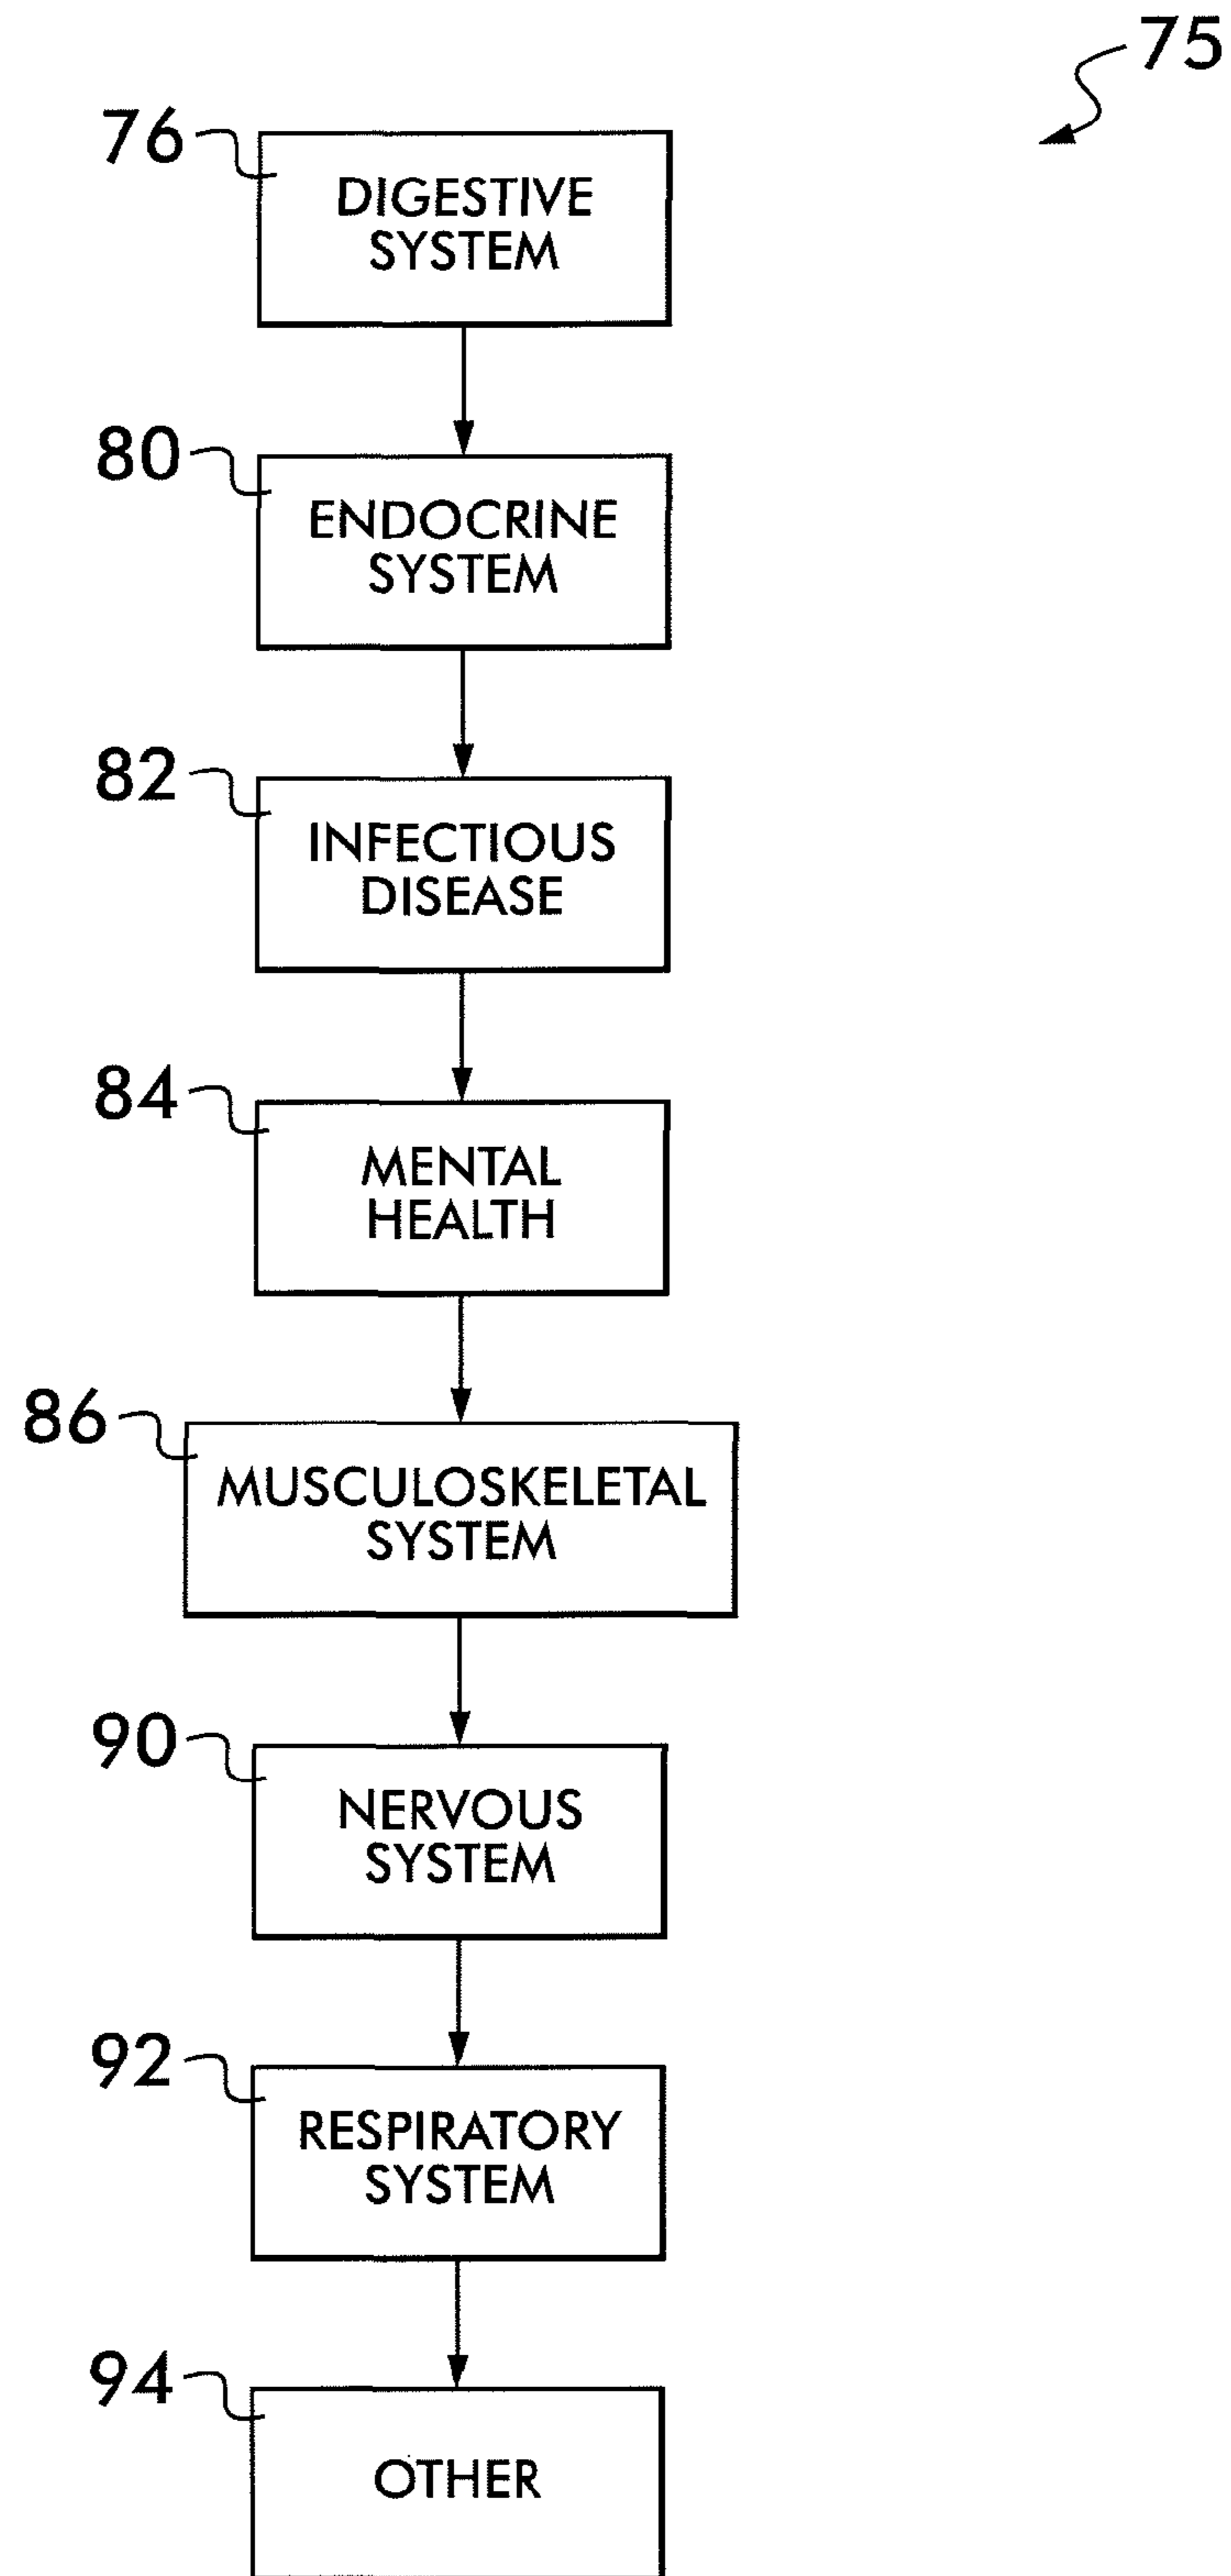 75
76
DIGESTIVE
SYSTEM
80
ENDOCRINE
SYSTEM
82
INFECTIOUS
DISEASE
84
MENTAL
HEALTH
86
MUSCULOSKELETAL
SYSTEM
90
NERVOUS
SYSTEM
92
RESPIRATORY
SYSTEM
94
OTHER